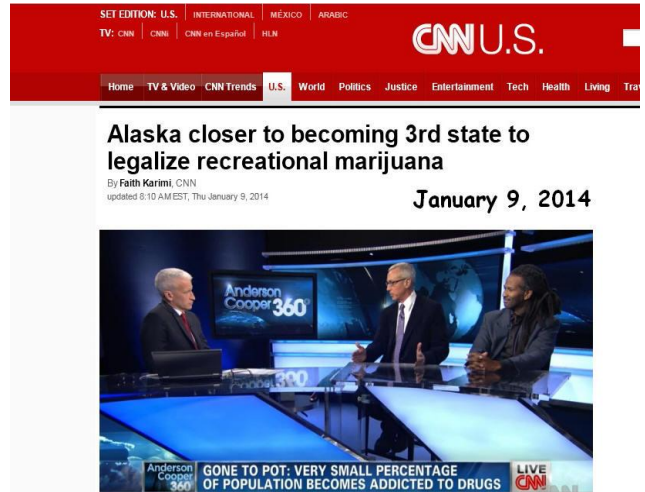 SET EDITION: U.S. INTERNATIONAL MÉXICO ARABIC
TV: CNN CNNi CNN en Español HLN
CNN U.S.
Home TV & Video CNN Trends U.S. World Politics Justice Entertainment Tech Health Living Tra
Alaska closer to becoming 3rd state to
legalize recreational marijuana
By Faith Karimi, CNN
updated 8:10 AM EST, Thu January 9, 2014
January 9, 2014
Anderson
Cooper 360°
360
Anderson
Cooper
360
GONE TO POT: VERY SMALL PERCENTAGE
OF POPULATION BECOMES ADDICTED TO DRUGS
LIVE
CNN